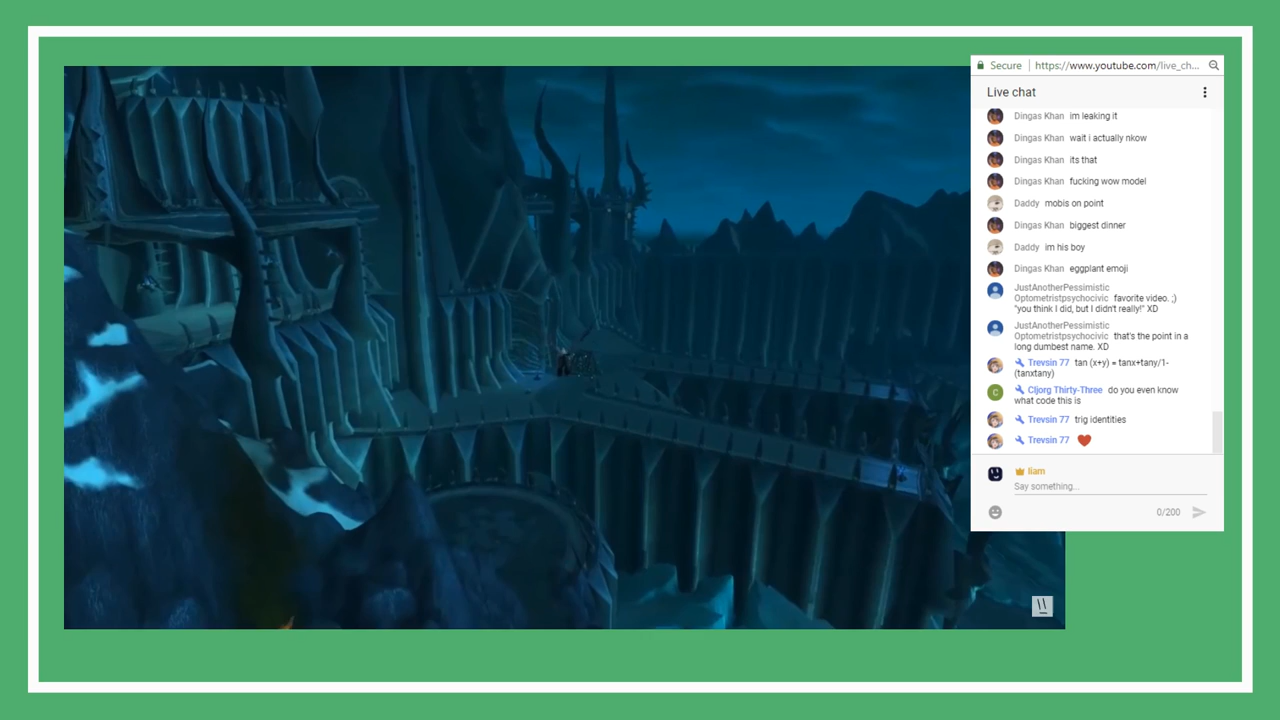 Secure https://www.youtube.com/live_ch...
Live chat
Dingas Khan im leaking it
Dingas Khan wait i actually nkow
Dingas Khan its that
Dingas Khan fucking wow model
Daddy mobis on point
Dingas Khan biggest dinner
Daddy im his boy
Dingas Khan eggplant emoji
JustAnotherPessimistic
Optometristpsychocivic favorite video. ;)
"you think I did, but I didn't really!" XD
JustAnotherPessimistic
Optometristpsychocivic that's the point in a
long dumbest name. XD
Trevsin 77 tan (x+y) = tanx+tany/1-
(tanxtany)
C
Cljorg Thirty-Three do you even know
what code this is
Trevsin 77 trig identities
Trevsin 77 ❤
liam
Say something...
0/200